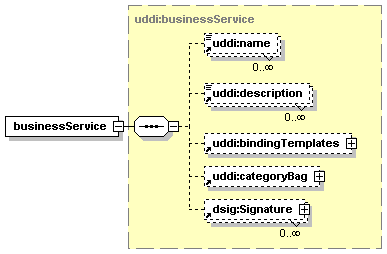 uddi:businessService
uddi:name
0..∞
uddi:description
0..∞
businessService
uddi:bindingTemplates
uddi:categoryBag
dsig:Signature
0..∞